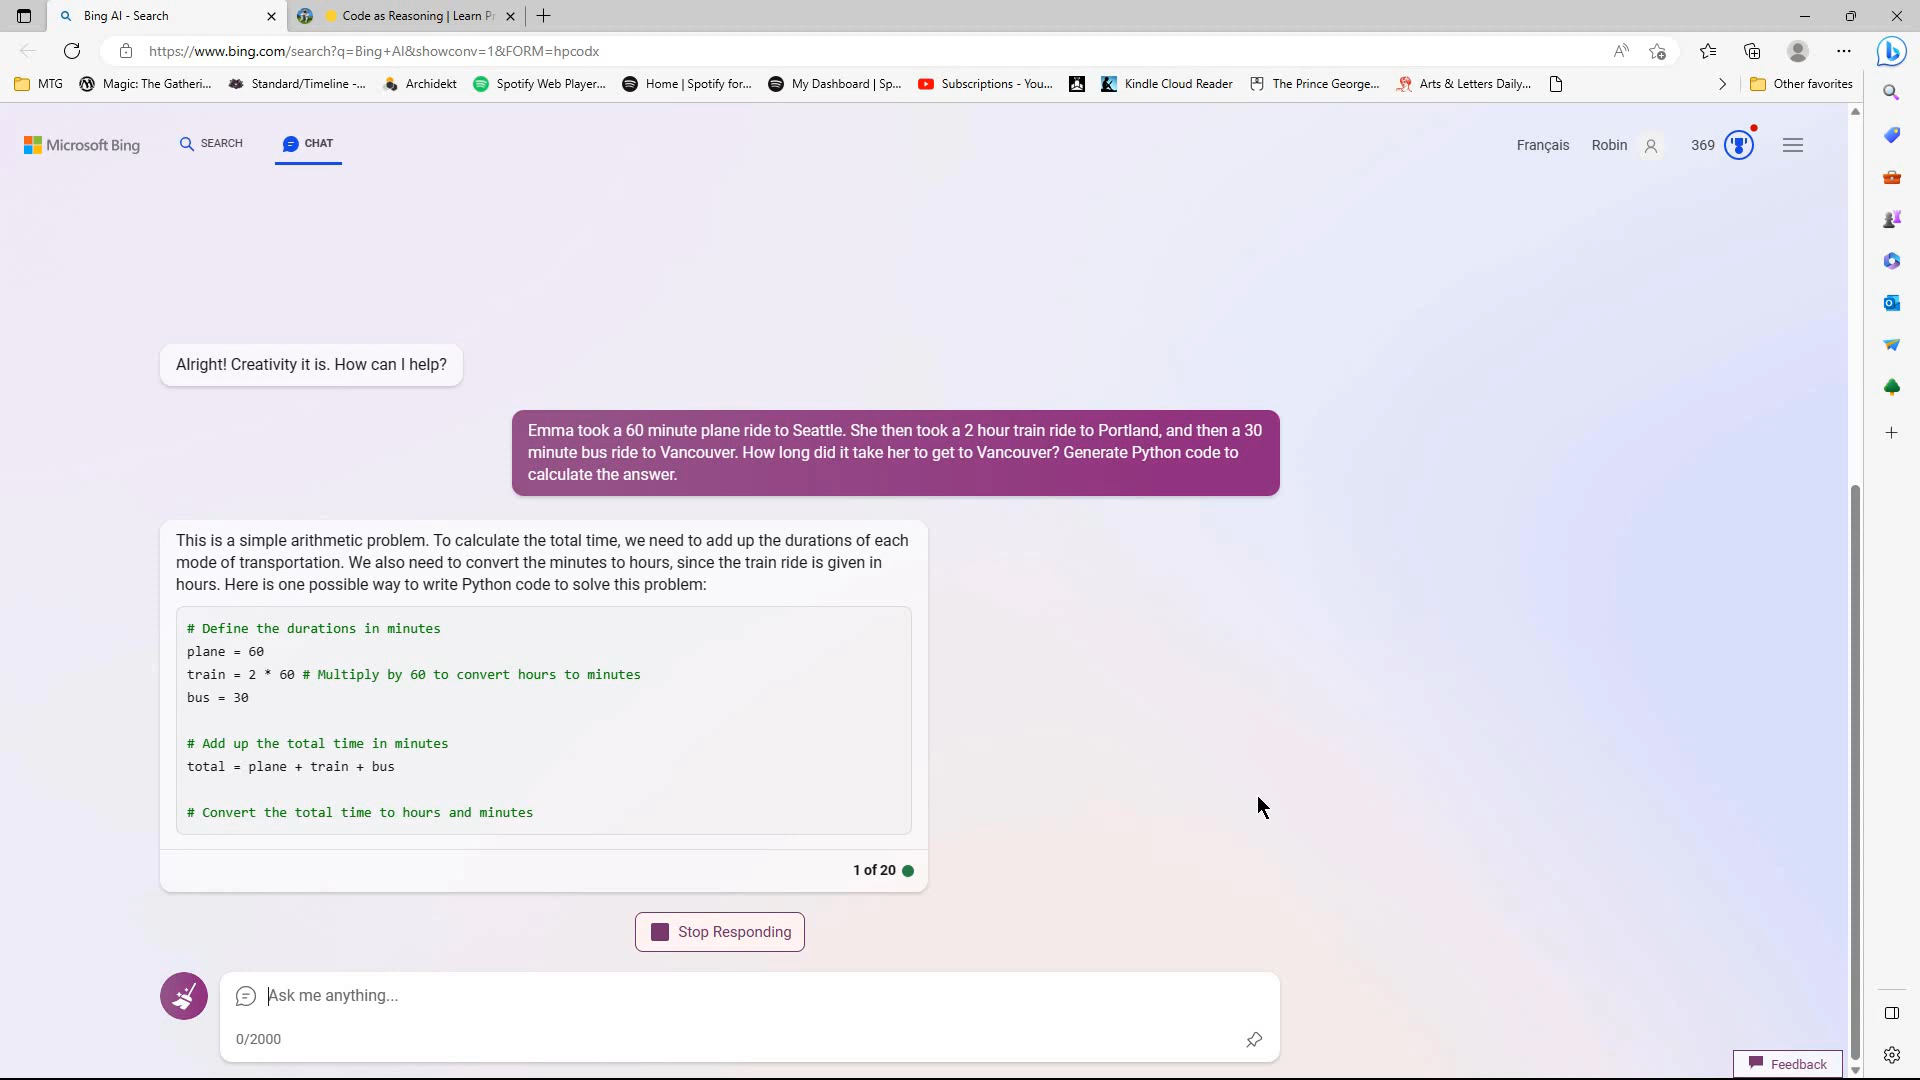 Bing AI - Search
Code as Reasoning | Learn Pr
https://www.bing.com/search?q=Bing+AI&showconv=1&FORM=hpcodx
MTG
Magic: The Gatheri...
Standard/Timeline -...
Archidekt
Spotify Web Player...
Home | Spotify for...
My Dashboard | Sp...
Subscriptions - You...
Kindle Cloud Reader
The Prince George...
Arts & Letters Daily...
Other favorites
Microsoft Bing
SEARCH
CHAT
Français
Robin
369
Alright! Creativity it is. How can I help?
Emma took a 60 minute plane ride to Seattle. She then took a 2 hour train ride to Portland, and then a 30
minute bus ride to Vancouver. How long did it take her to get to Vancouver? Generate Python code to
calculate the answer.
This is a simple arithmetic problem. To calculate the total time, we need to add up the durations of each
mode of transportation. We also need to convert the minutes to hours, since the train ride is given in
hours. Here is one possible way to write Python code to solve this problem:
# Define the durations in minutes
plane = 60
train = 2 * 60 # Multiply by 60 to convert hours to minutes
bus = 30
# Add up the total time in minutes
total = plane + train + bus
# Convert the total time to hours and minutes
1 of 20
Stop Responding
Ask me anything...
0/2000
Feedback